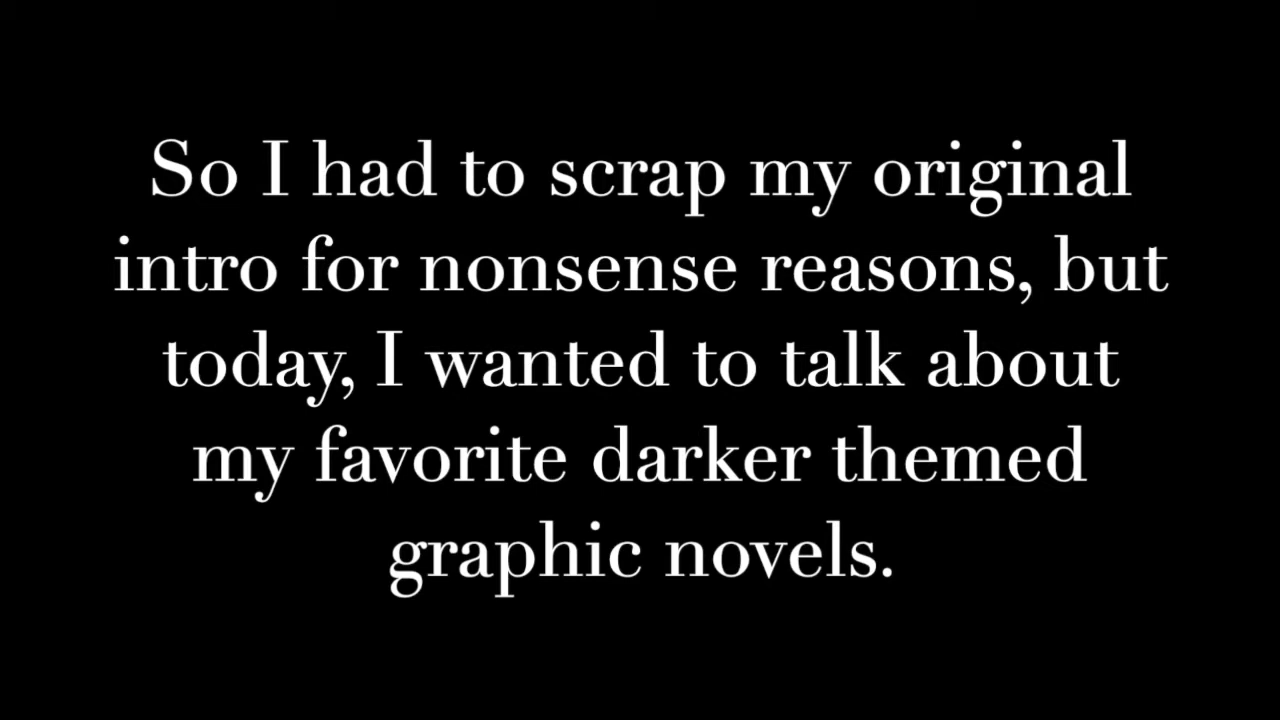 So I had to scrap my original
intro for nonsense reasons, but
today, I wanted to talk about
my favorite darker themed
graphic novels.